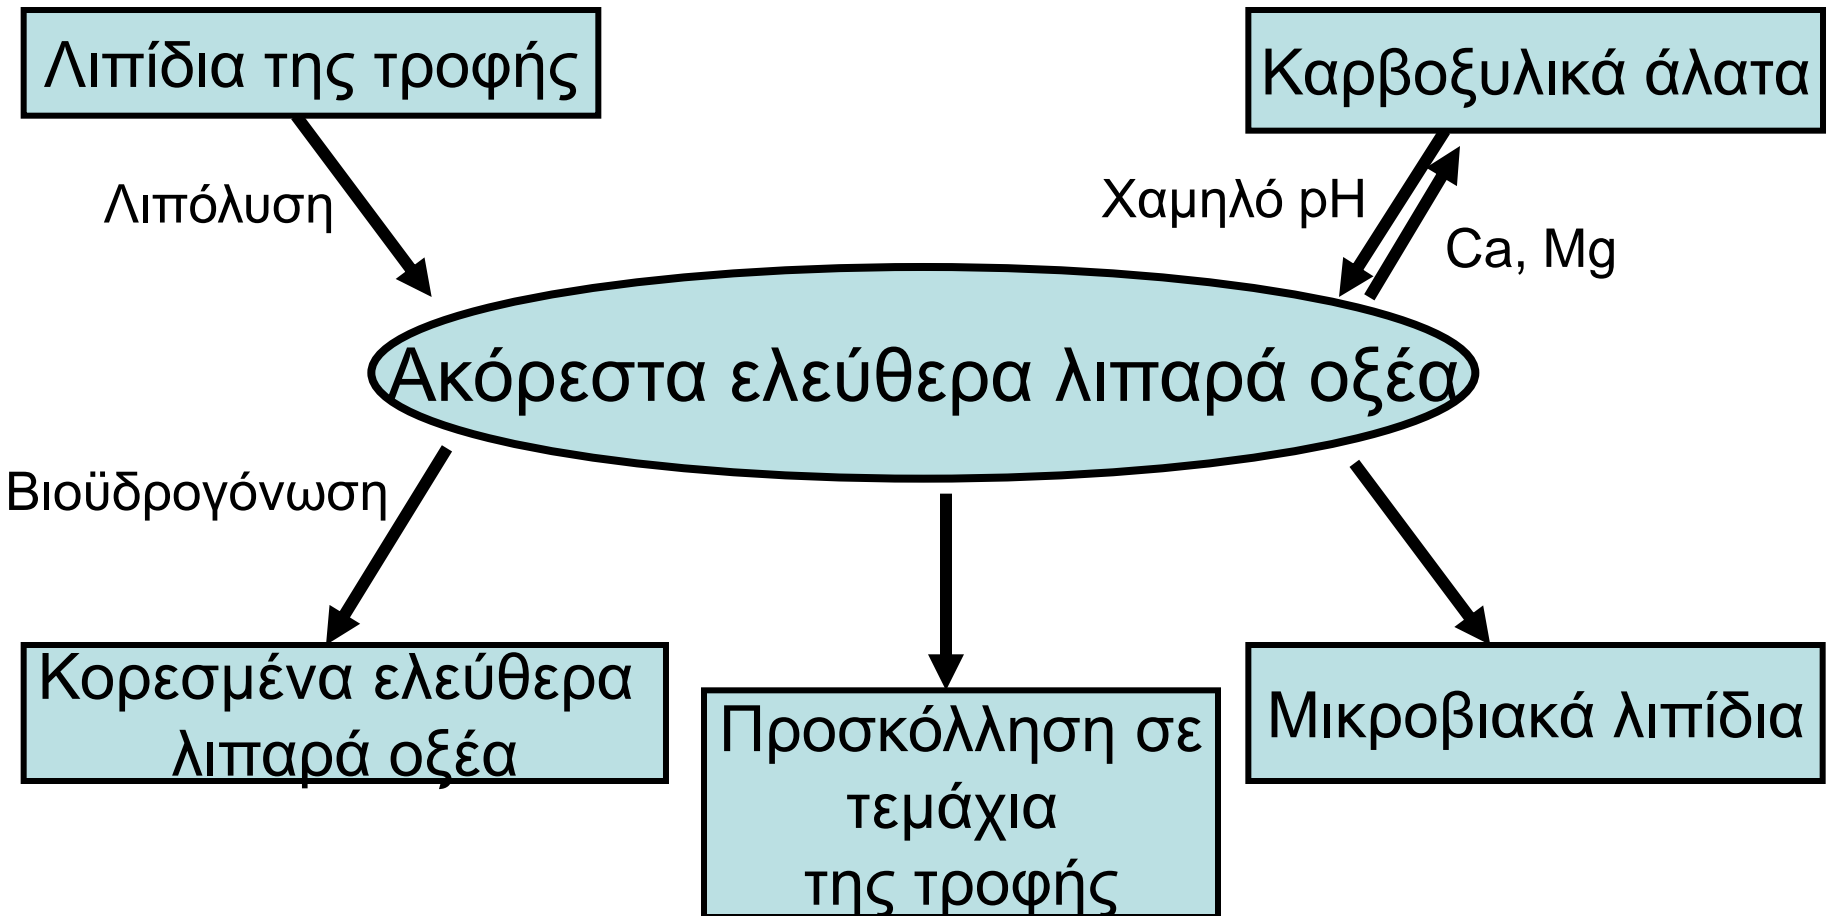 Λιπίδια της τροφής
Καρβοξυλικά άλατα
Λιπόλυση
Χαμηλό pH
Ca, Mg
Ακόρεστα ελεύθερα λιπαρά οξέα
Βιοϋδρογόνωση
Κορεσμένα ελεύθερα
λιπαρά οξέα
Προσκόλληση σε
τεμάχια
της τροφής
Μικροβιακά λιπίδια